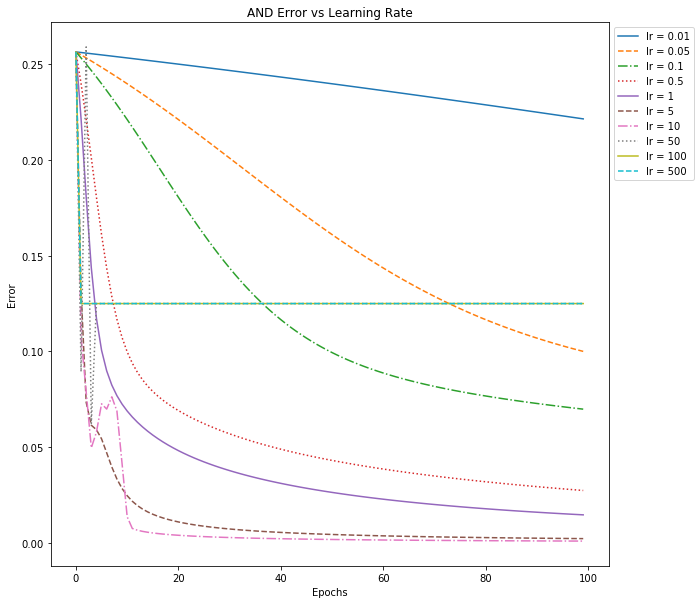 AND Error vs Learning Rate
lr = 0.01
lr = 0.05
lr = 0.1
lr = 0.5
lr = 1
lr = 5
lr = 10
lr = 50
lr = 100
lr = 500
Error
0.25
0.20
0.15
0.10
0.05
0.00
0
20
40
60
80
100
Epochs